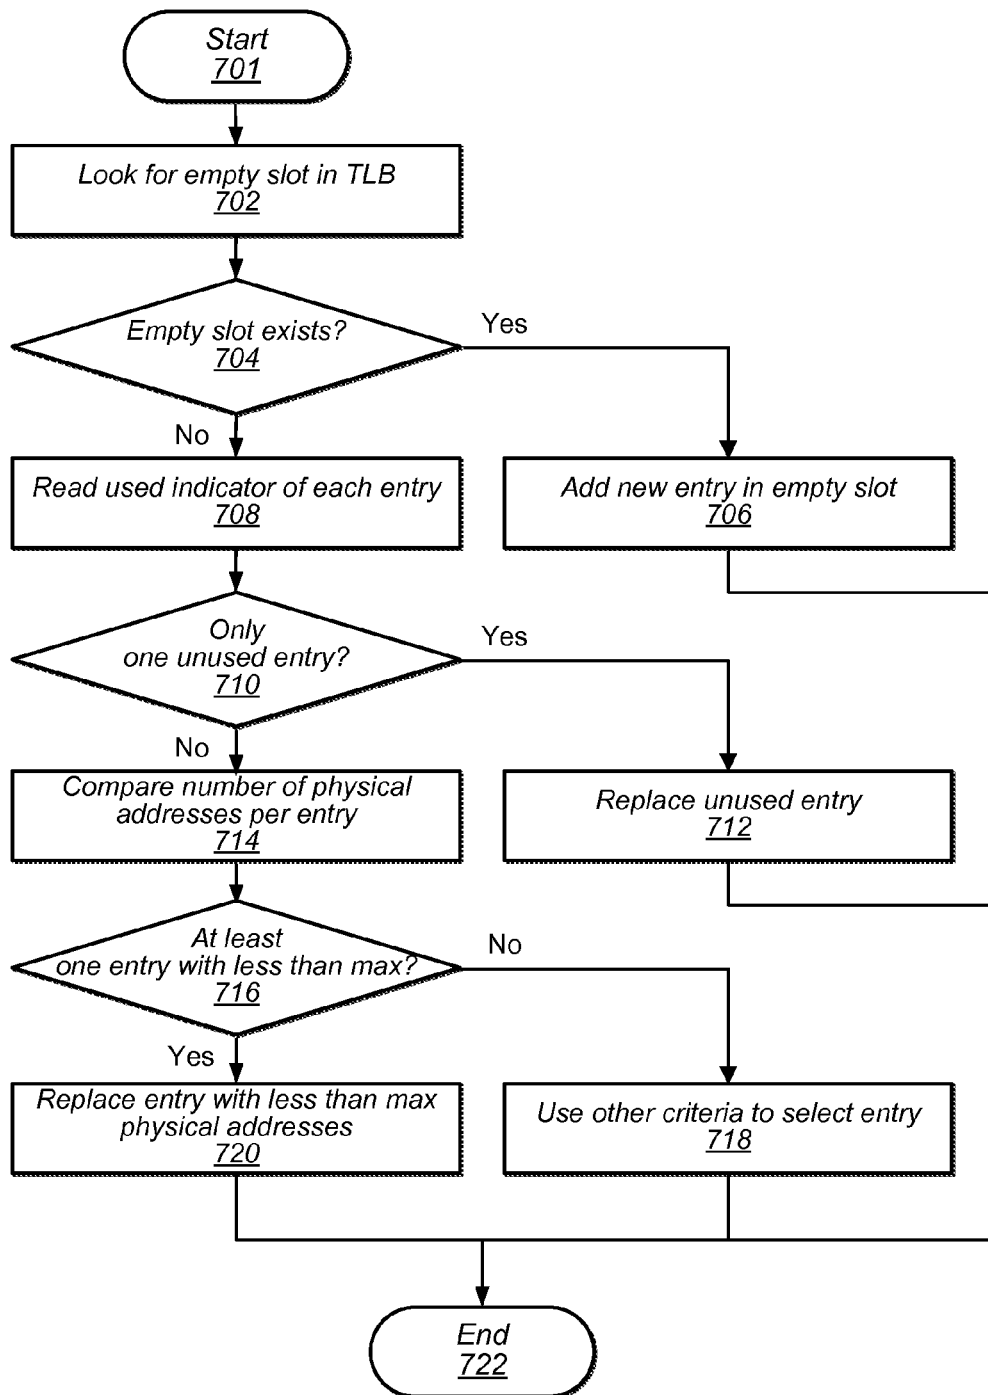 Start
701
Look for empty slot in TLB
702
Empty slot exists?
704
Yes
No
Read used indicator of each entry
708
Add new entry in empty slot
706
Only
one unused entry?
710
Yes
No
Compare number of physical
addresses per entry
714
Replace unused entry
712
At least
one entry with less than max?
716
No
Yes
Replace entry with less than max
physical addresses
720
Use other criteria to select entry
718
End
722